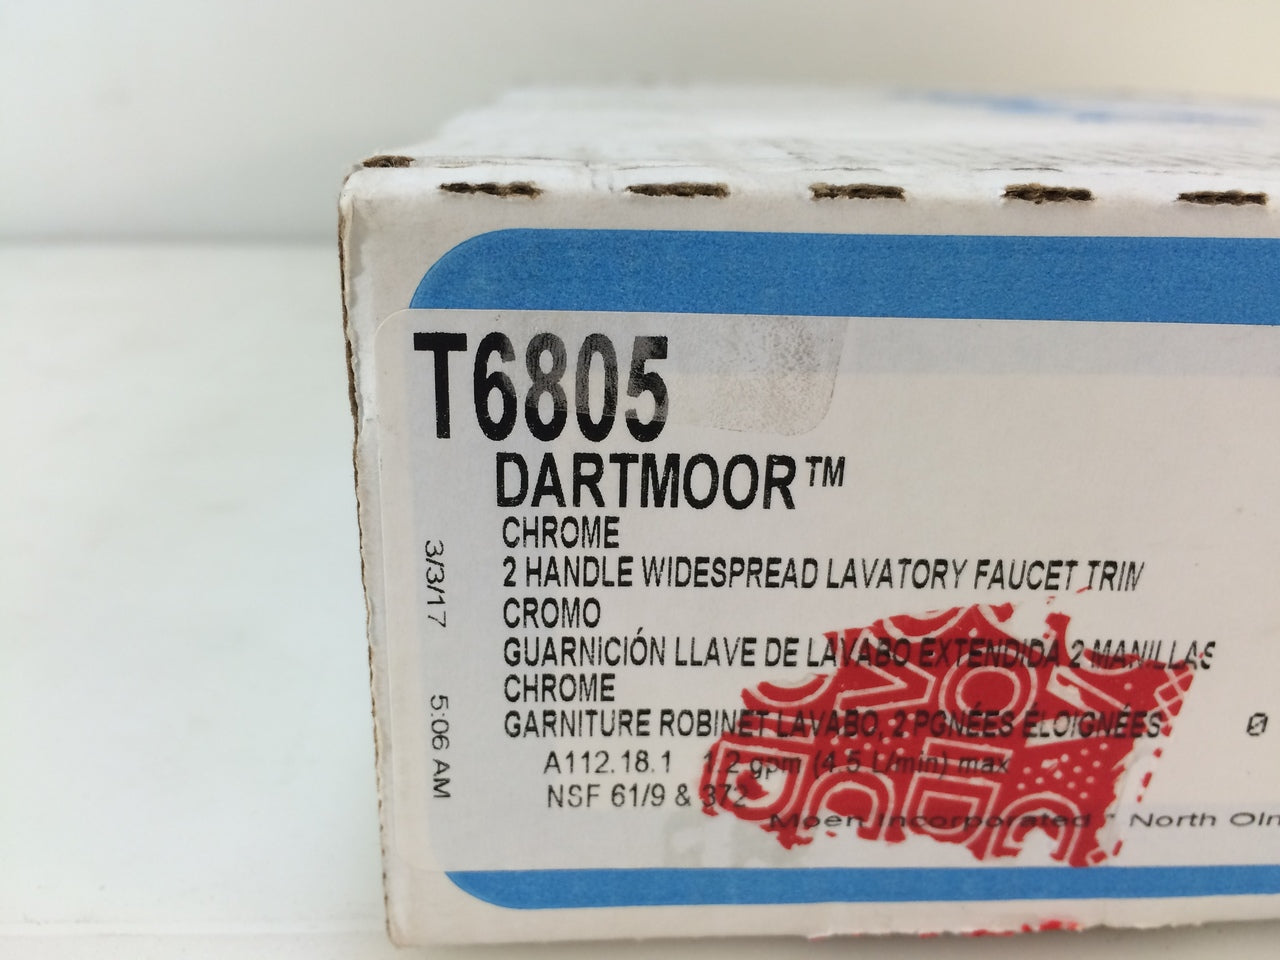 T6805
DARTMOOR™
CHROME
2 HANDLE WIDESPREAD LAVATORY FAUCET TRIM
CROMO
GUARNICIÓN LLAVE DE LAVABO EXTENDIDA 2 MANILLAS
CHROME
GARNITURE ROBINET LAVABO, 2 PGNÉES ÉLOIGNÉES
A112.18.1 1.2 gpm (4.5 L/min) max
NSF 61/9 & 372
Moen Incorporated * North Olm
3/3/17 5:06 AM